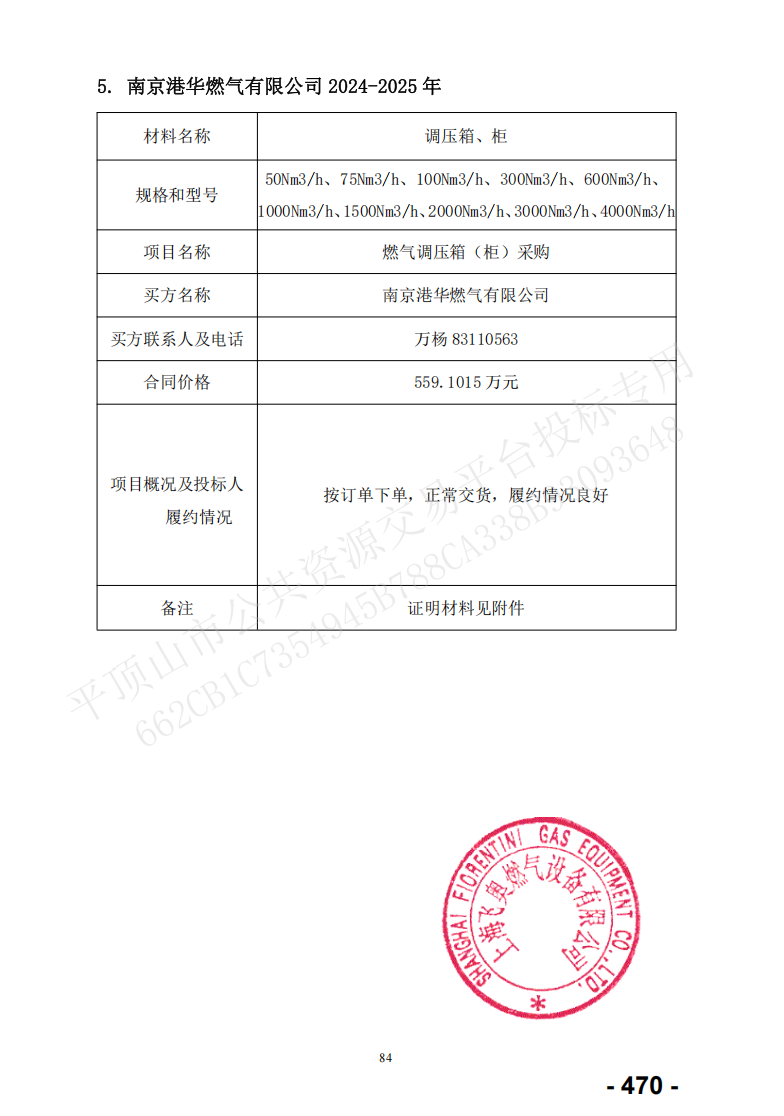 5. 南京港华燃气有限公司 2024-2025 年
材料名称
调压箱、柜
规格和型号
50Nm3/h、75Nm3/h、100Nm3/h、300Nm3/h、600Nm3/h、
1000Nm3/h、1500Nm3/h、2000Nm3/h、3000Nm3/h、4000Nm3/h
项目名称
燃气调压箱（柜）采购
买方名称
南京港华燃气有限公司
买方联系人及电话
万杨 83110563
合同价格
559.1015 万元
项目概况及投标人
履约情况
按订单下单，正常交货，履约情况良好
备注
证明材料见附件
平顶山市公共资源交易平台投标专用
662CB1C7354945B788CA338B93093648
SHANGHAI FIORENTINI GAS EQUIPMENT CO.,LTD.
上海飞奥燃气设备有限公司
*
84
- 470 -